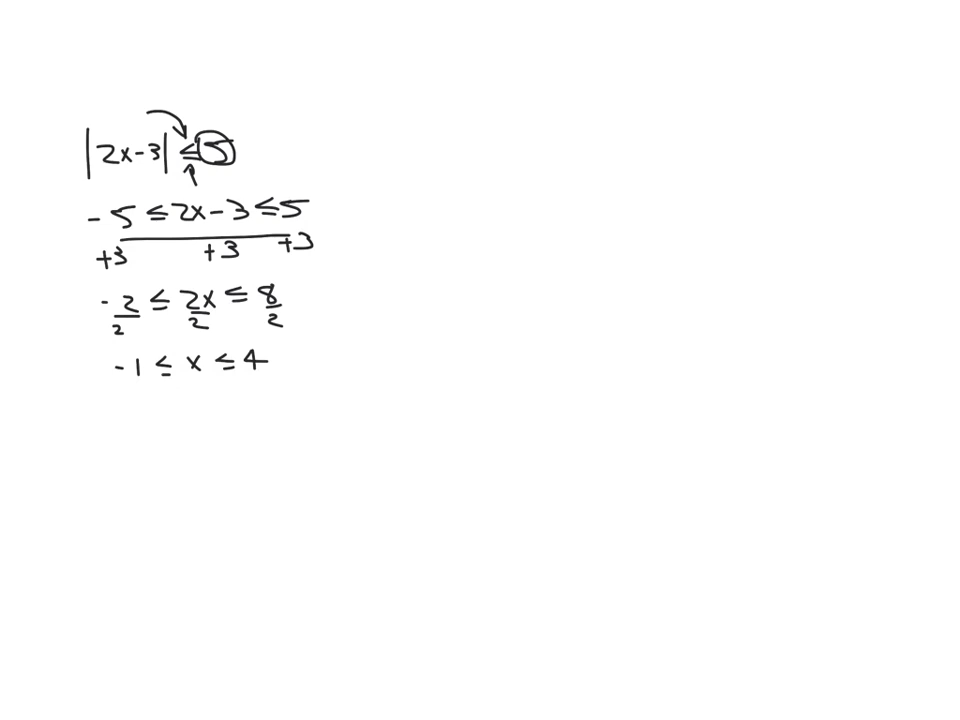 |2x-3| ≤ 5
-5 ≤ 2x-3 ≤ 5
+3 +3 +3
-2 ≤ 2x ≤ 8
2 2 2
-1 ≤ x ≤ 4